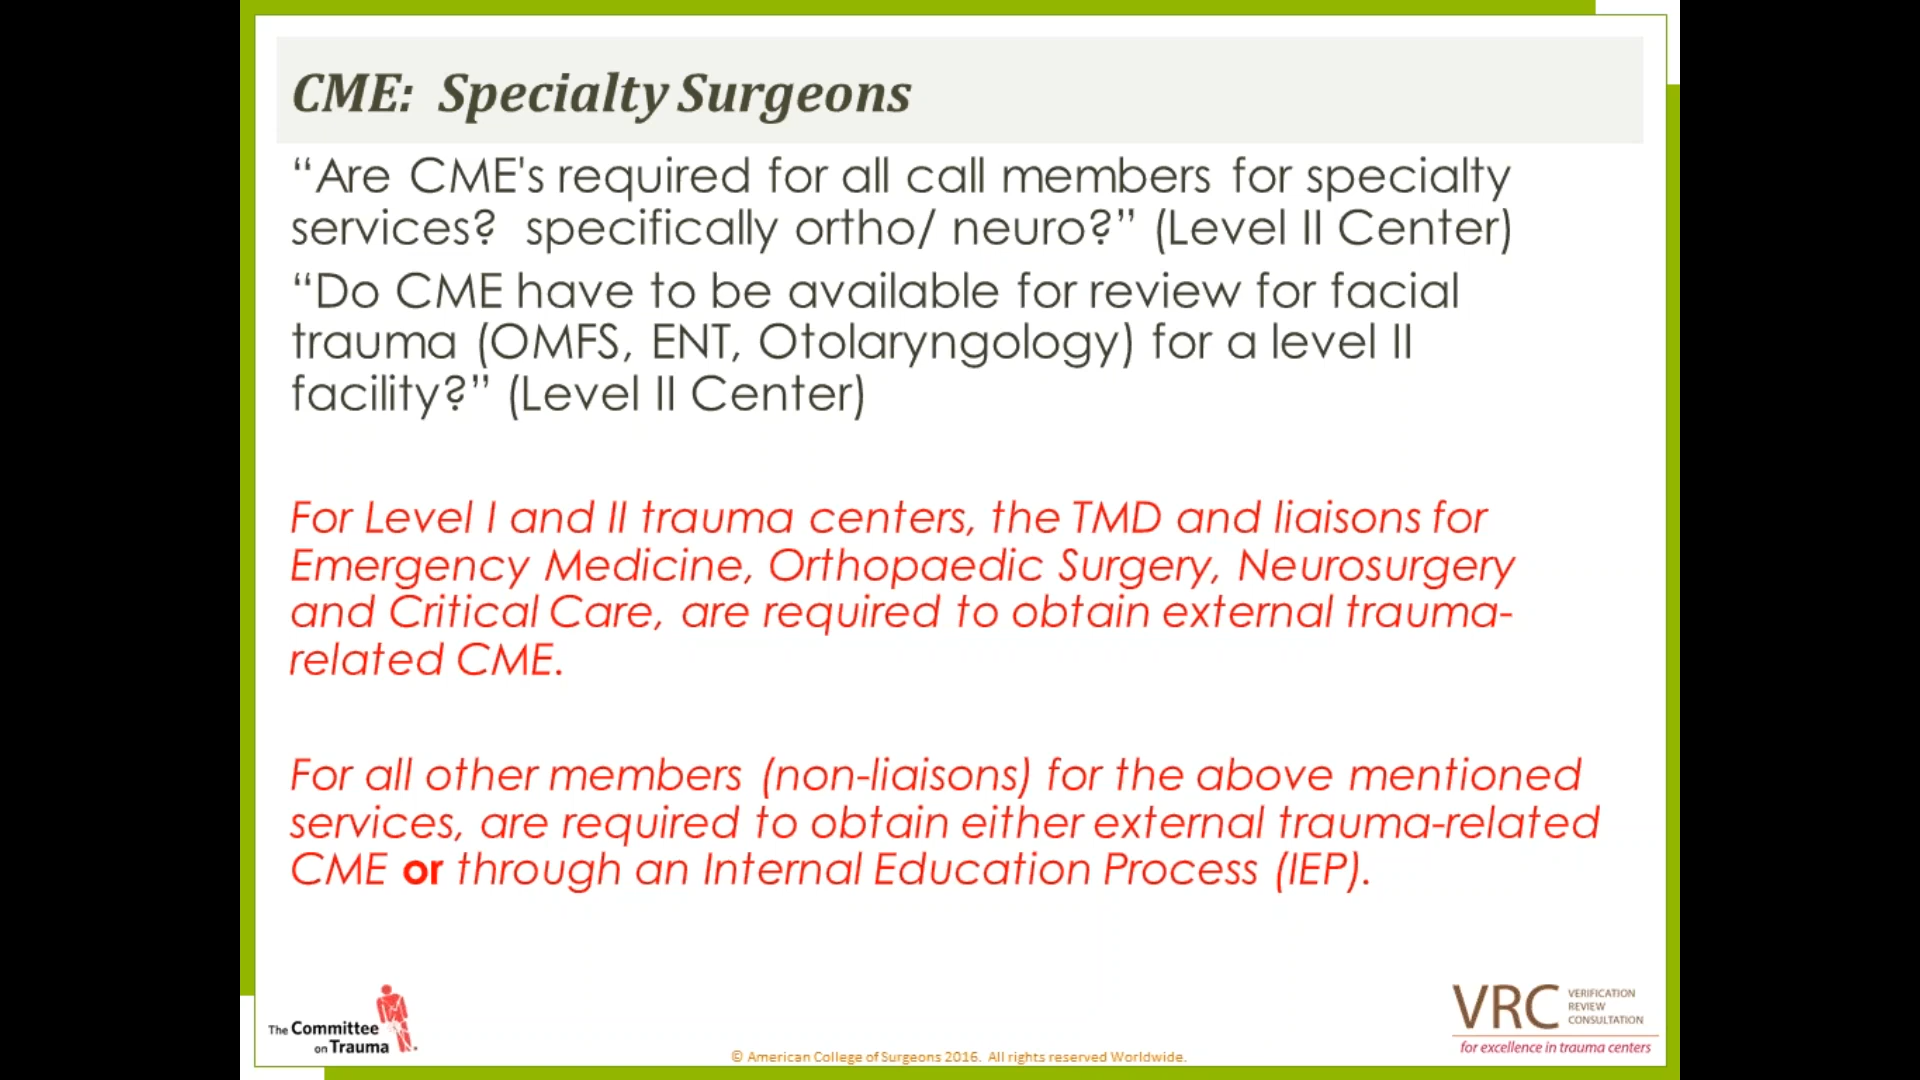 CME: Specialty Surgeons
“Are CME's required for all call members for specialty
services? specifically ortho/ neuro?” (Level II Center)
“Do CME have to be available for review for facial
trauma (OMFS, ENT, Otolaryngology) for a level II
facility?” (Level II Center)
For Level I and II trauma centers, the TMD and liaisons for
Emergency Medicine, Orthopaedic Surgery, Neurosurgery
and Critical Care, are required to obtain external trauma-
related CME.
For all other members (non-liaisons) for the above mentioned
services, are required to obtain either external trauma-related
CME or through an Internal Education Process (IEP).
The Committee
on Trauma
© American College of Surgeons 2016. All rights reserved Worldwide.
VRC VERIFICATION
REVIEW
CONSULTATION
for excellence in trauma centers